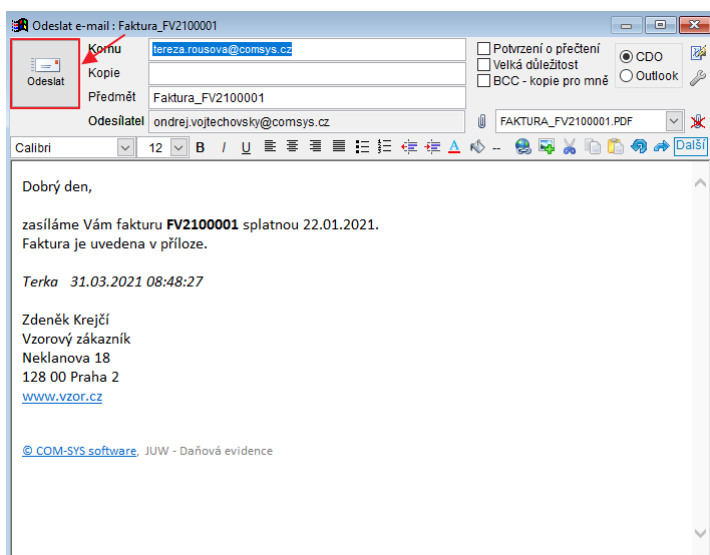 Odeslat e-mail : Faktura_FV2100001
Odeslat
Komu tereza.rousova@comsys.cz
Kopie
Předmět Faktura_FV2100001
Odesílatel ondrej.vojtechovsky@comsys.cz
Potvrzení o přečtení
Velká důležitost
BCC - kopie pro mně
CDO
Outlook
FAKTURA_FV2100001.PDF
Calibri 12 B I U A Další
Dobrý den,
zasíláme Vám fakturu FV2100001 splatnou 22.01.2021.
Faktura je uvedena v příloze.
Terka 31.03.2021 08:48:27
Zdeněk Krejčí
Vzorový zákazník
Neklanova 18
128 00 Praha 2
www.vzor.cz
© COM-SYS software, JUW - Daňová evidence